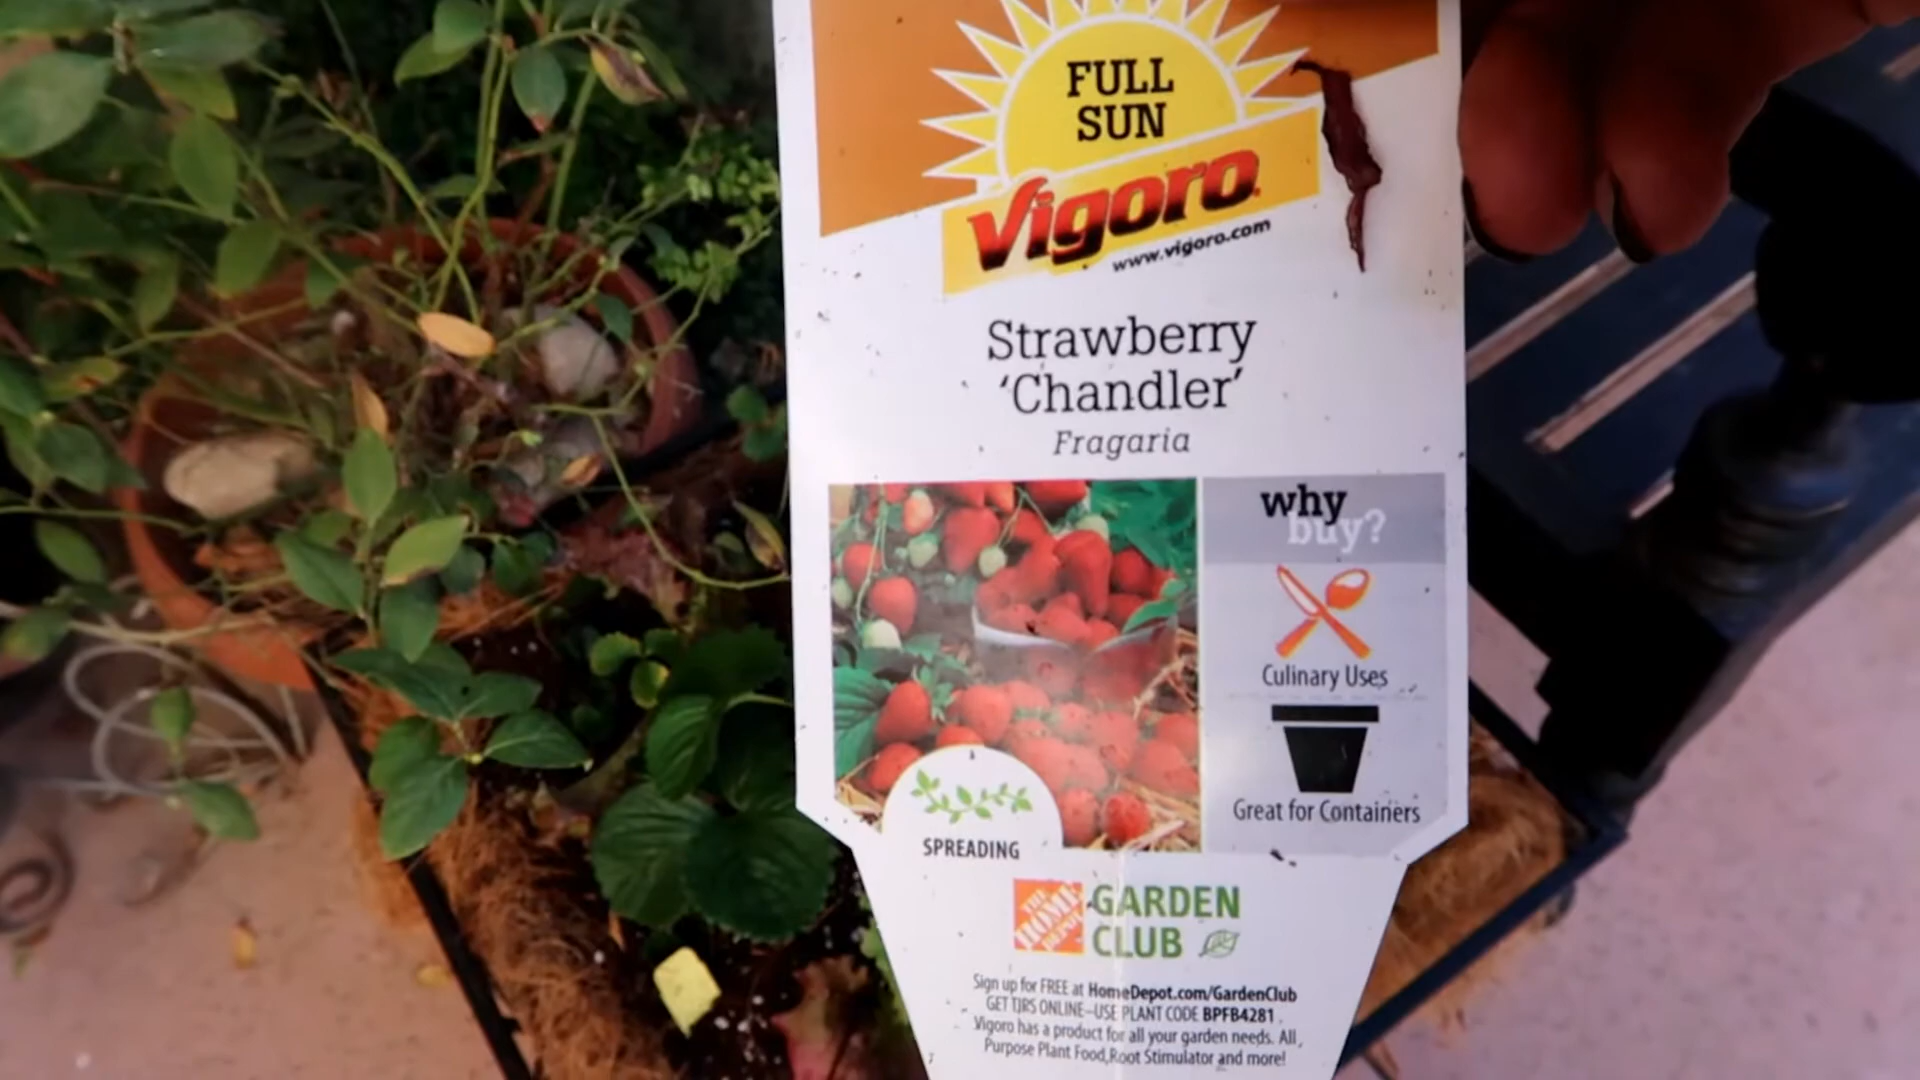 FULL
SUN
Vigoro
www.vigoro.com
Strawberry
‘Chandler’
Fragaria
why
buy?
Culinary Uses
Great for Containers
SPREADING
THE
HOME
DEPOT
GARDEN
CLUB
Sign up for FREE at HomeDepot.com/GardenClub
GET TIPS ONLINE–USE PLANT CODE BPFB4281.
Vigoro has a product for all your garden needs. All
Purpose Plant Food,Root Stimulator and more!